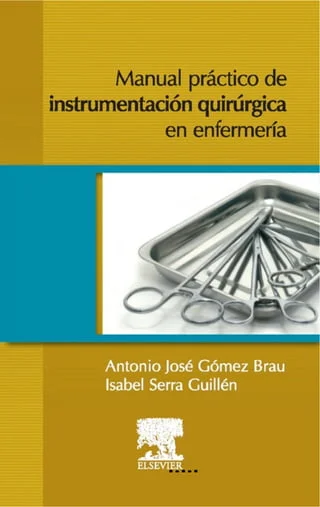 Manual práctico de
instrumentación quirúrgica
en enfermería
Antonio José Gómez Brau
Isabel Serra Guillén
ELSEVIER